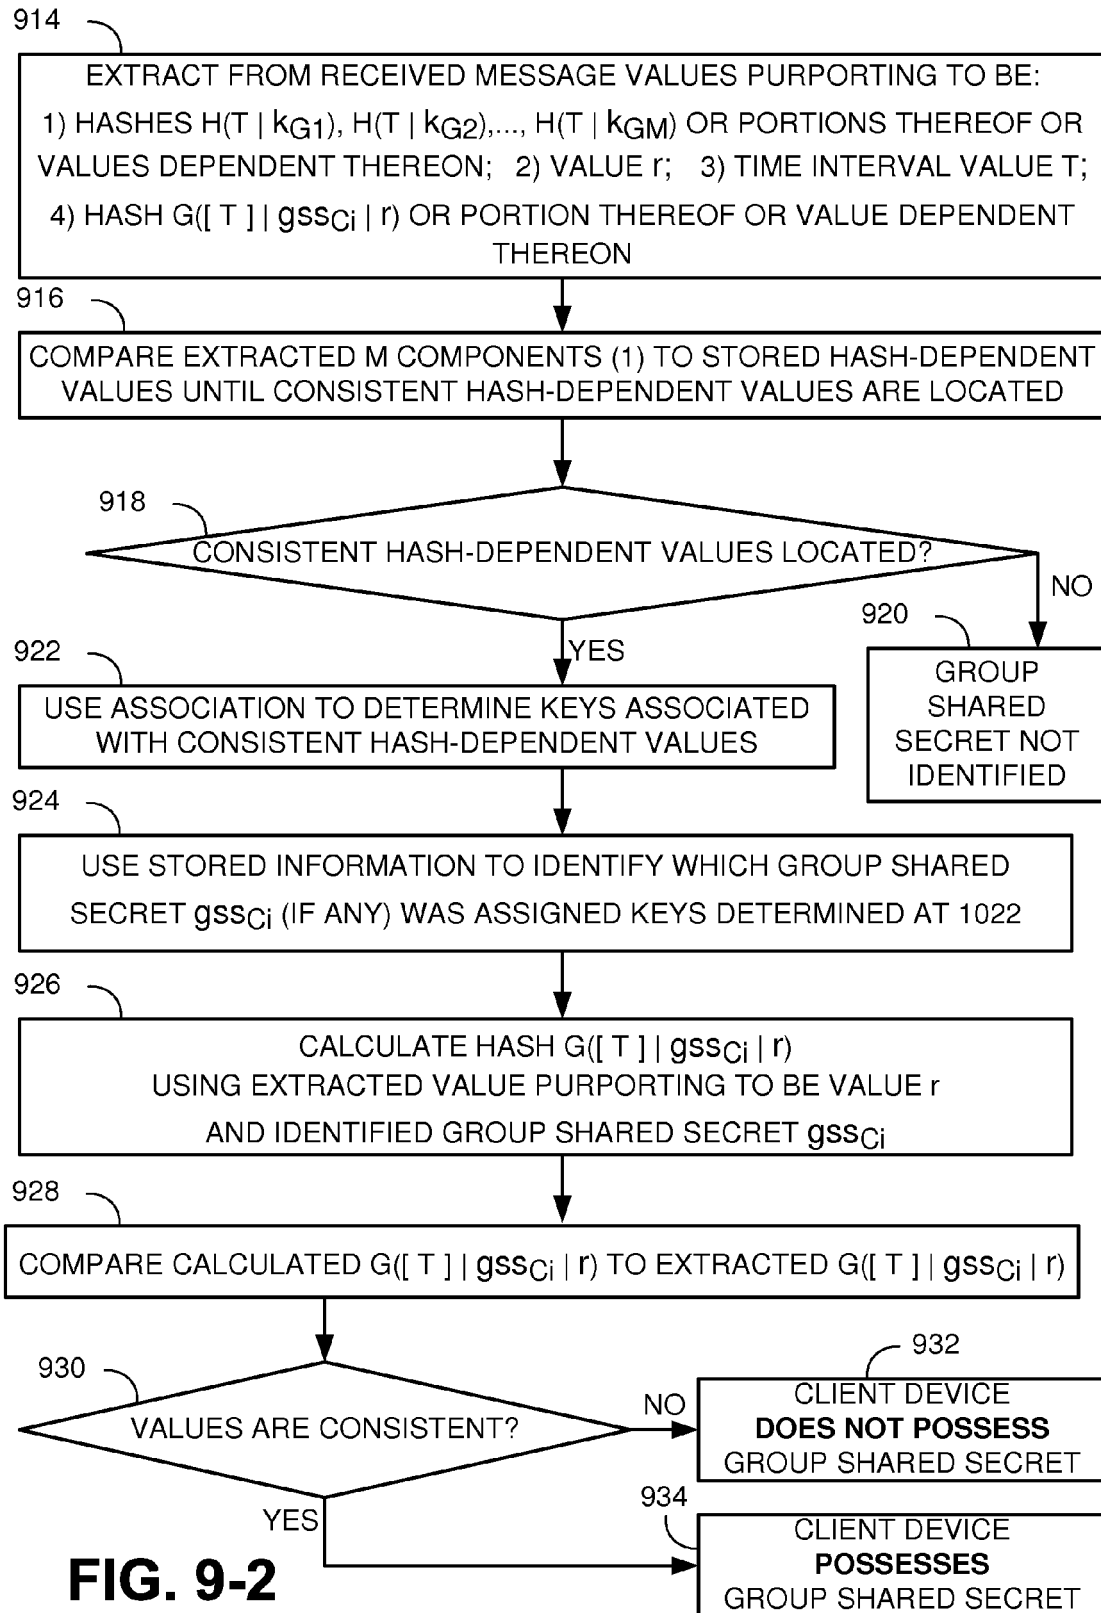 914
EXTRACT FROM RECEIVED MESSAGE VALUES PURPORTING TO BE:
1) HASHES H(T | kG1), H(T | kG2),..., H(T | kGM) OR PORTIONS THEREOF OR
VALUES DEPENDENT THEREON; 2) VALUE r; 3) TIME INTERVAL VALUE T;
4) HASH G([ T ] | gssCi | r) OR PORTION THEREOF OR VALUE DEPENDENT
THEREON
916
COMPARE EXTRACTED M COMPONENTS (1) TO STORED HASH-DEPENDENT
VALUES UNTIL CONSISTENT HASH-DEPENDENT VALUES ARE LOCATED
918
CONSISTENT HASH-DEPENDENT VALUES LOCATED?
NO
920
GROUP
SHARED
SECRET NOT
IDENTIFIED
YES
922
USE ASSOCIATION TO DETERMINE KEYS ASSOCIATED
WITH CONSISTENT HASH-DEPENDENT VALUES
924
USE STORED INFORMATION TO IDENTIFY WHICH GROUP SHARED
SECRET gssCi (IF ANY) WAS ASSIGNED KEYS DETERMINED AT 1022
926
CALCULATE HASH G([ T ] | gssCi | r)
USING EXTRACTED VALUE PURPORTING TO BE VALUE r
AND IDENTIFIED GROUP SHARED SECRET gssCi
928
COMPARE CALCULATED G([ T ] | gssCi | r) TO EXTRACTED G([ T ] | gssCi | r)
930
VALUES ARE CONSISTENT?
NO
932
CLIENT DEVICE
DOES NOT POSSESS
GROUP SHARED SECRET
YES
934
CLIENT DEVICE
POSSESSES
GROUP SHARED SECRET
FIG. 9-2